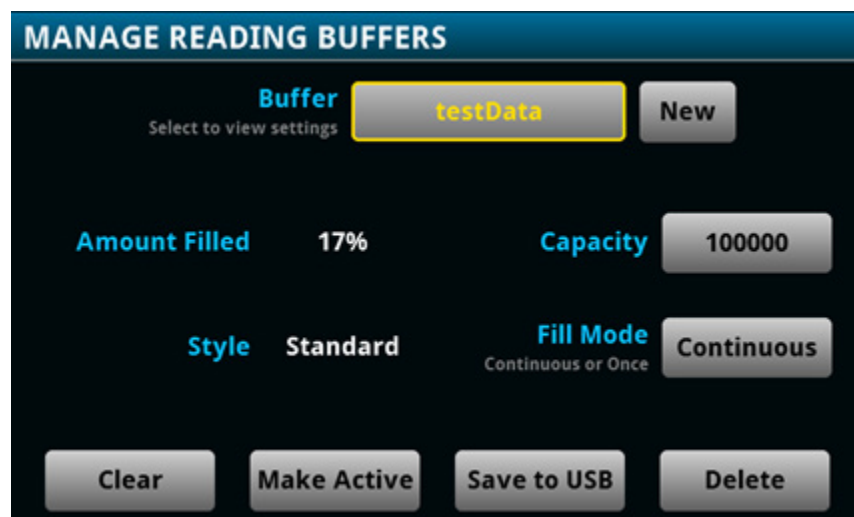 MANAGE READING BUFFERS
Buffer
Select to view settings
testData
New
Amount Filled
17%
Capacity
100000
Style
Standard
Fill Mode
Continuous or Once
Continuous
Clear
Make Active
Save to USB
Delete